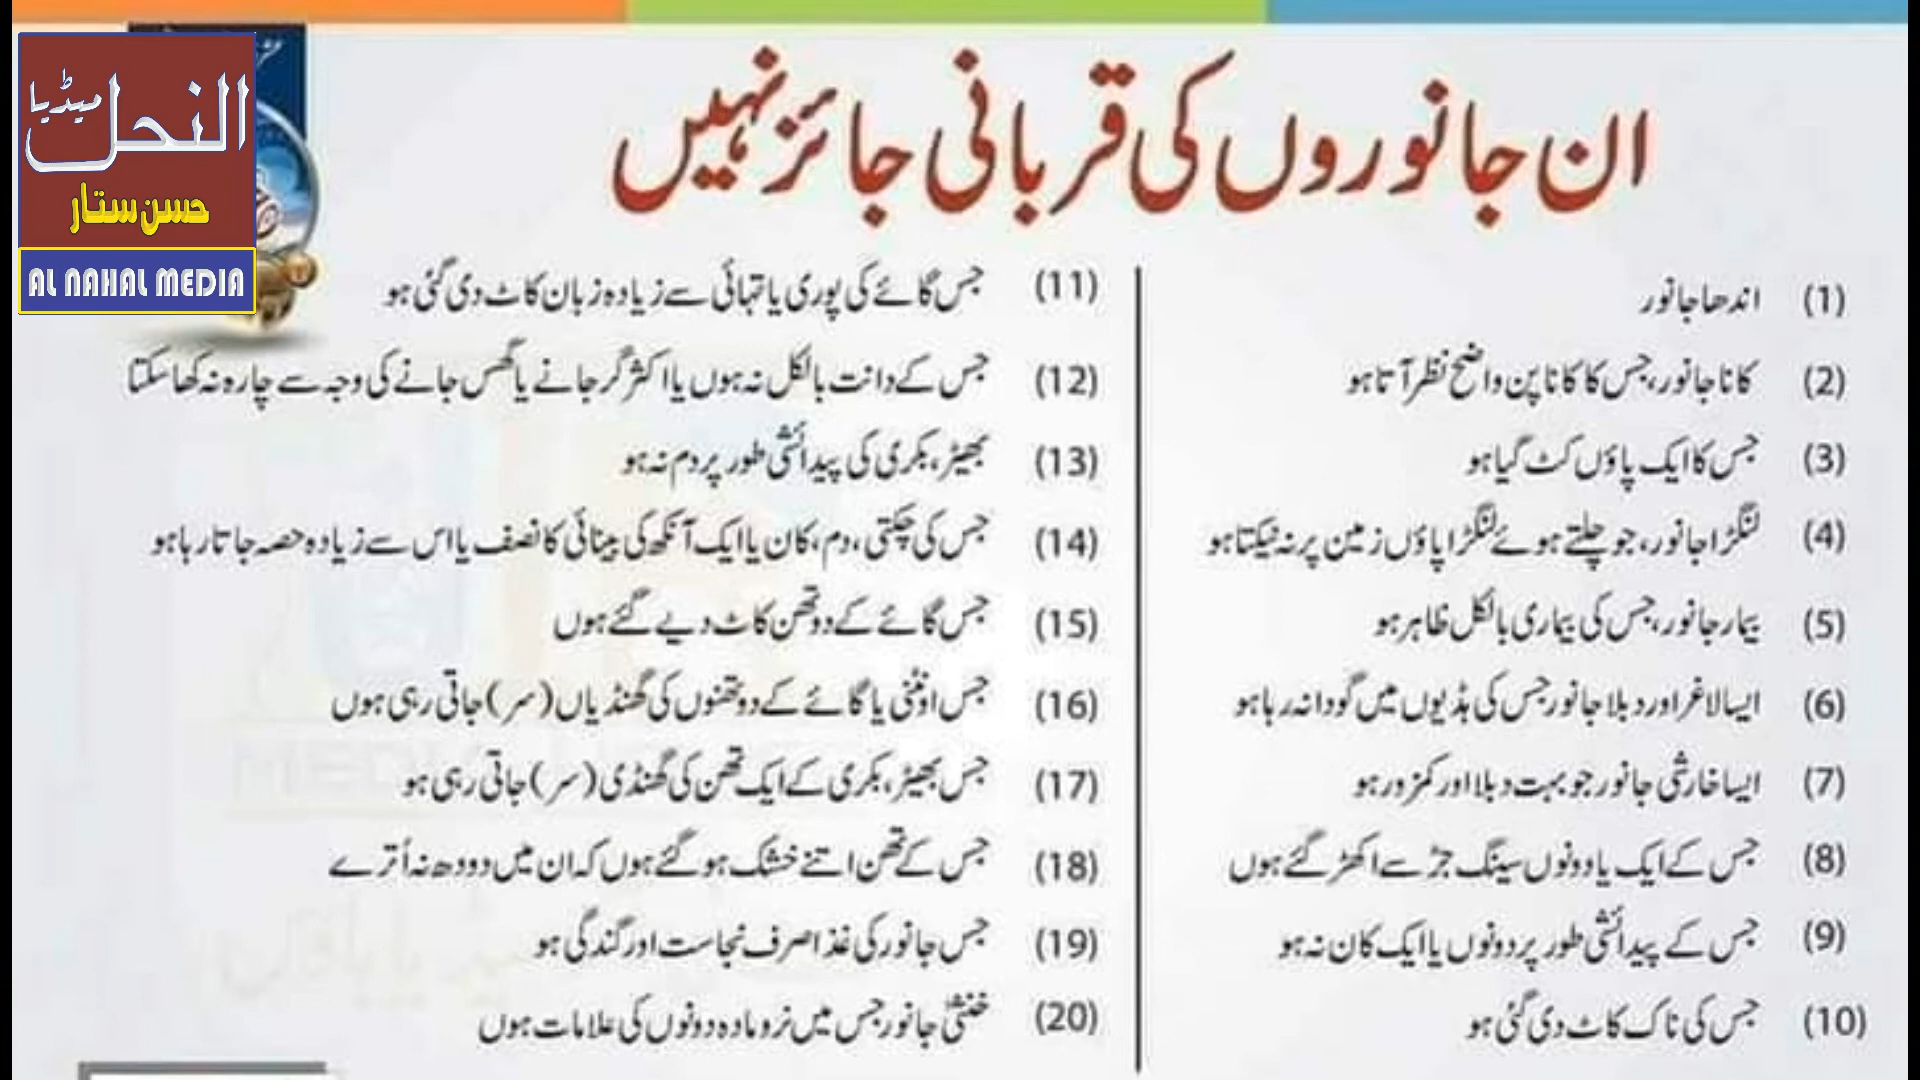 النحل میڈیا
حسن ستار
AL NAHAL MEDIA
ان جانوروں کی قربانی جائز نہیں
(1) اندھا جانور
(2) کانا جانور، جس کا کانا پن واضح نظر آتا ہو
(3) جس کا ایک پاؤں کٹ گیا ہو
(4) لنگڑا جانور، جو چلتے ہوئے لنگڑا پاؤں زمین پر نہ ٹیکتا ہو
(5) بیمار جانور، جس کی بیماری بالکل ظاہر ہو
(6) ایسا لاغر اور دبلا جانور جس کی ہڈیوں میں گودا نہ رہا ہو
(7) ایسا خارشی جانور جو بہت دبلا اور کمزور ہو
(8) جس کے ایک یا دونوں سینگ جڑ سے اکھڑ گئے ہوں
(9) جس کے پیدائشی طور پر دونوں یا ایک کان نہ ہو
(10) جس کی ناک کاٹ دی گئی ہو
(11) جس گائے کی پوری یا تہائی سے زیادہ زبان کاٹ دی گئی ہو
(12) جس کے دانت بالکل نہ ہوں یا اکثر گر جانے یا گھس جانے کی وجہ سے چارہ نہ کھا سکتا
(13) بھیڑ، بکری کی پیدائشی طور پر دم نہ ہو
(14) جس کی چکتی، دم، کان یا ایک آنکھ کی بینائی کا نصف یا اس سے زیادہ حصہ جاتا رہا ہو
(15) جس گائے کے دو تھن کاٹ دیے گئے ہوں
(16) جس اونٹنی یا گائے کے دو تھنوں کی گھنڈیاں (سر) جاتی رہی ہوں
(17) جس بھیڑ، بکری کے ایک تھن کی گھنڈی (سر) جاتی رہی ہو
(18) جس کے تھن اتنے خشک ہو گئے ہوں کہ ان میں دودھ نہ اُترے
(19) جس جانور کی غذا صرف نجاست اور گندگی ہو
(20) خنثیٰ جانور جس میں نر و مادہ دونوں کی علامات ہوں